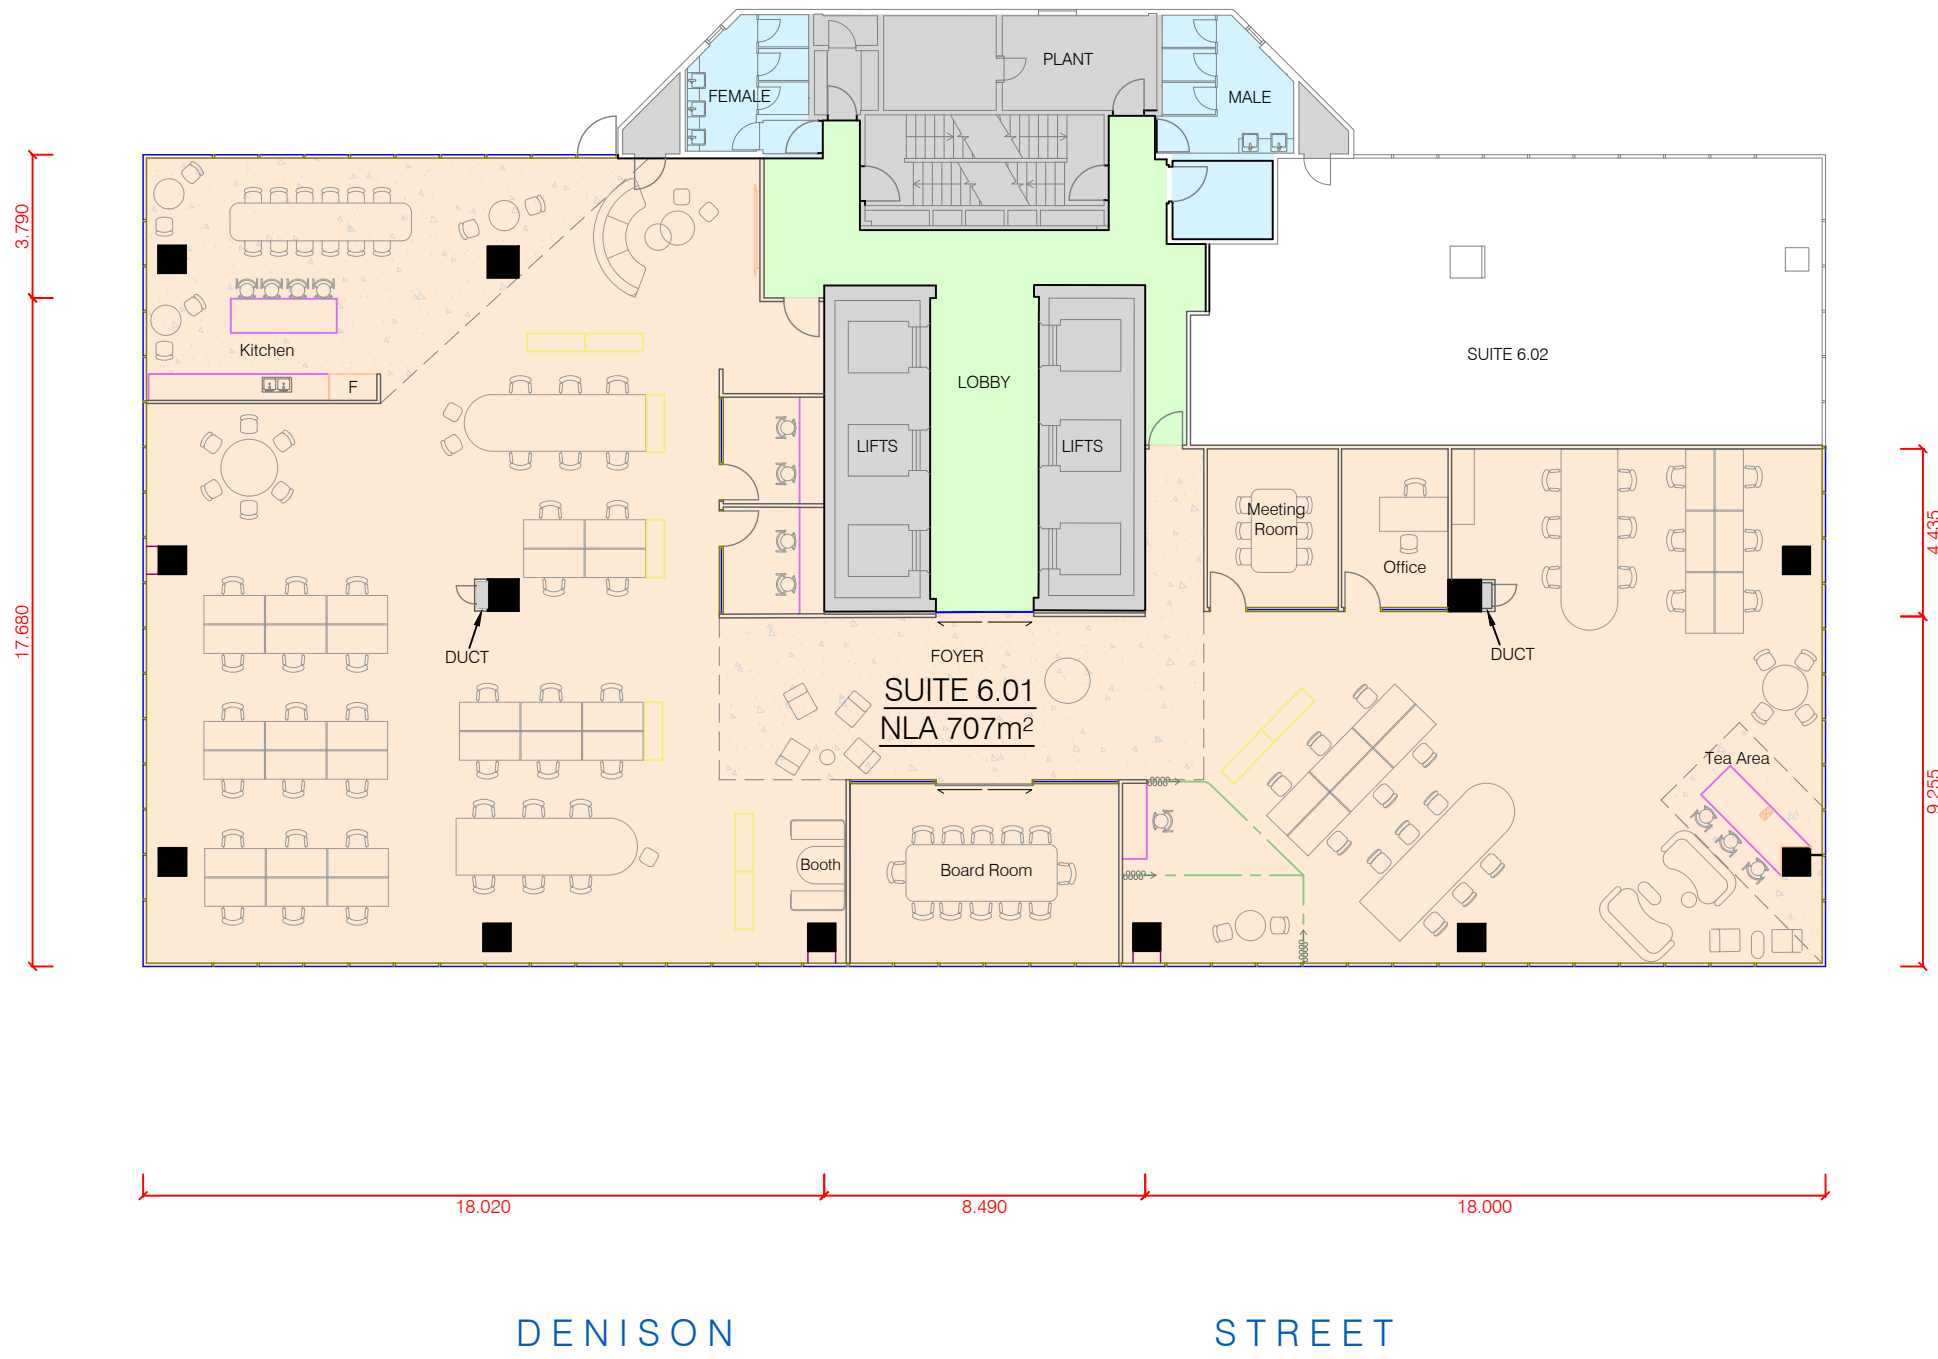 PLANT
FEMALE
MALE
3.790
Kitchen
F
SUITE 6.02
LOBBY
LIFTS
LIFTS
Meeting
Room
Office
4.435
17.680
DUCT
DUCT
FOYER
SUITE 6.01
NLA 707m²
Tea Area
9.255
Booth
Board Room
18.020
8.490
18.000
DENISON STREET